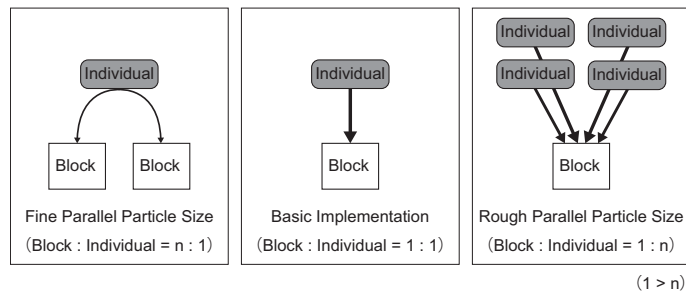 Individual
Block Block
Fine Parallel Particle Size
(Block : Individual = n : 1)
Individual
Block
Basic Implementation
(Block : Individual = 1 : 1)
Individual Individual
Individual Individual
Block
Rough Parallel Particle Size
(Block : Individual = 1 : n)
(1 > n)